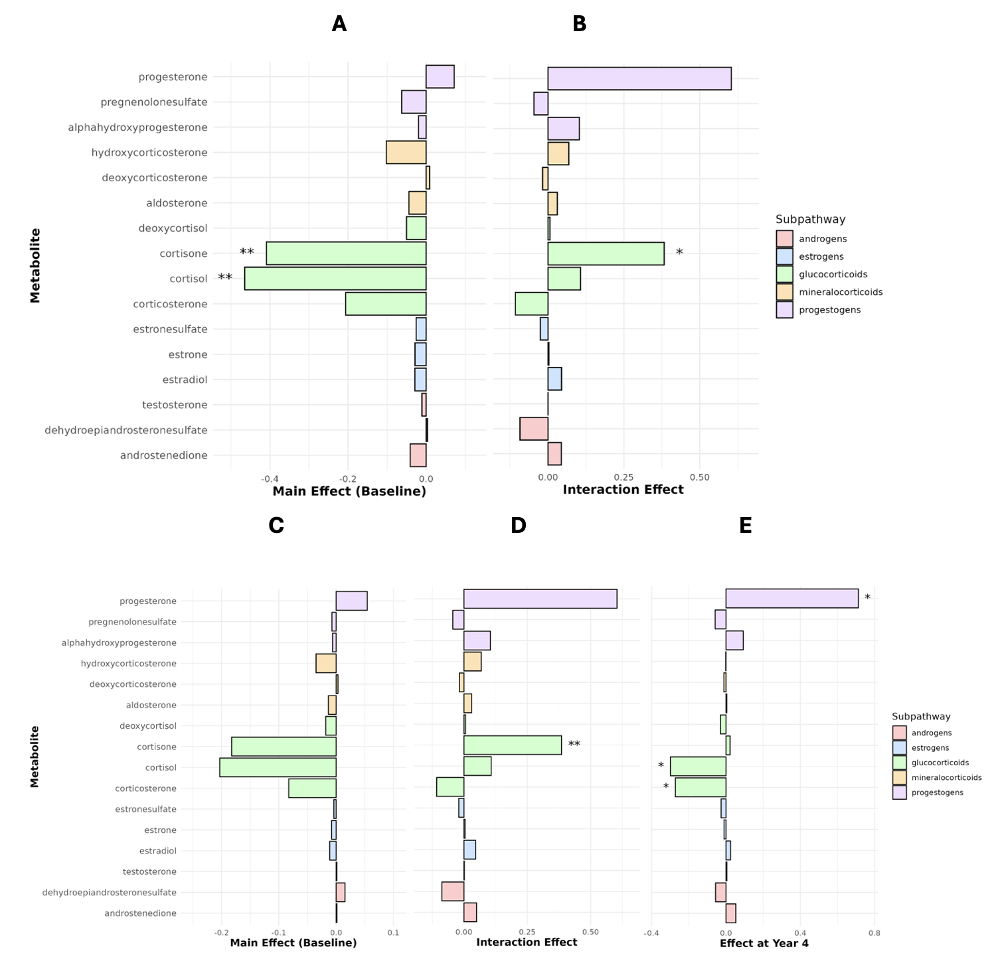 A
B
progesterone
pregnenolonesulfate
alphahydroxyprogesterone
hydroxycorticosterone
deoxycorticosterone
aldosterone
deoxycortisol
cortisone
cortisol
corticosterone
estronesulfate
estrone
estradiol
testosterone
dehydroepiandrosteronesulfate
androstenedione
Metabolite
**
**
-0.4 -0.2 0.0
Main Effect (Baseline)
*
0.00 0.25 0.50
Interaction Effect
Subpathway
androgens
estrogens
glucocorticoids
mineralocorticoids
progestogens
C
D
E
progesterone
pregnenolonesulfate
alphahydroxyprogesterone
hydroxycorticosterone
deoxycorticosterone
aldosterone
deoxycortisol
cortisone
cortisol
corticosterone
estronesulfate
estrone
estradiol
testosterone
dehydroepiandrosteronesulfate
androstenedione
Metabolite
-0.2 -0.1 0.0 0.1
Main Effect (Baseline)
**
0.00 0.25 0.50
Interaction Effect
*
*
*
-0.4 0.0 0.4 0.8
Effect at Year 4
Subpathway
androgens
estrogens
glucocorticoids
mineralocorticoids
progestogens